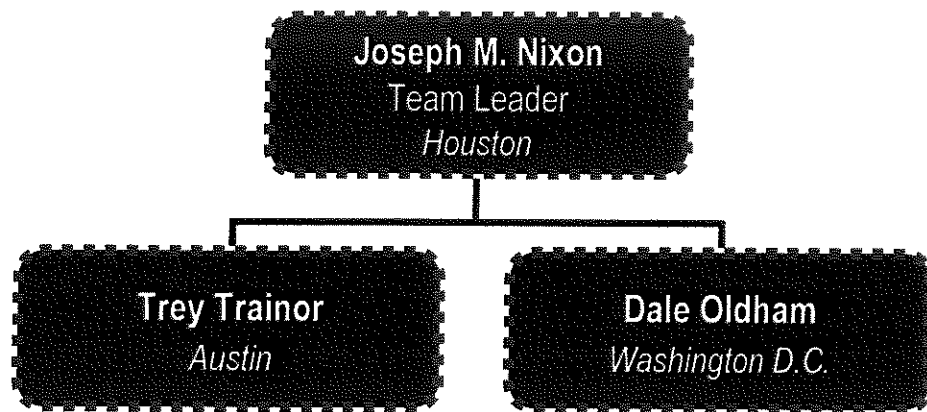 Joseph M. Nixon
Team Leader
Houston
Trey Trainor
Austin
Dale Oldham
Washington D.C.